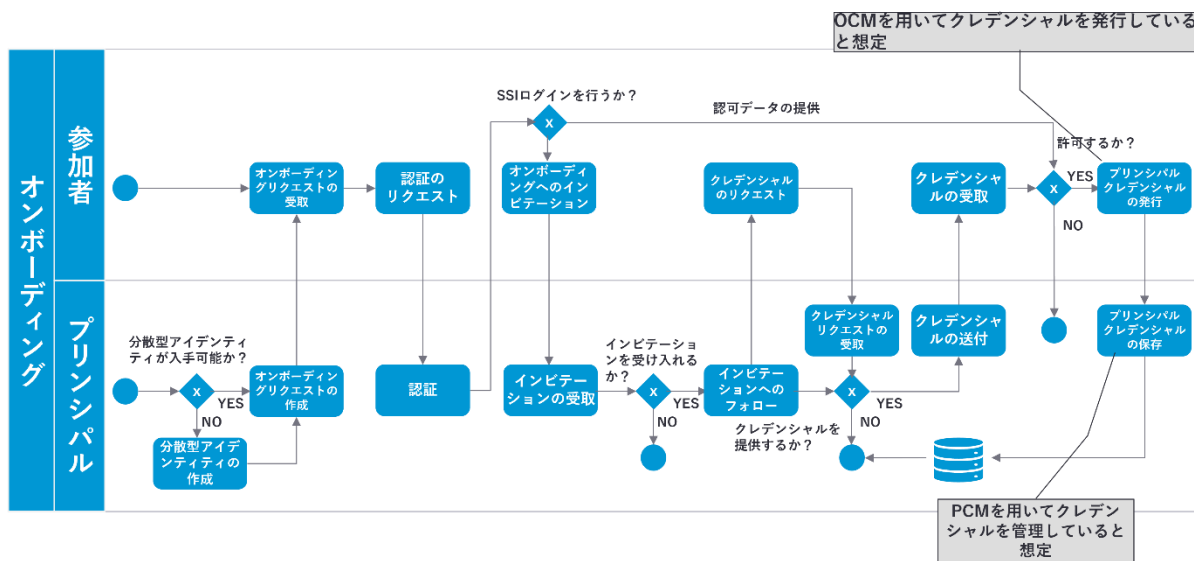 OCMを用いてクレデンシャルを発行している
と想定
オンボーディング
参加者
プリンシパル
SSIログインを行うか？
X
認可データの提供
許可するか？
オンボーディン
グリクエストの
受取
認証の
リクエスト
オンボーディ
ングへのイン
ビテーション
クレデンシャル
のリクエスト
クレデンシャ
ルの受取
X
YES
NO
プリンシパル
クレデンシャル
の発行
分散型アイデンティ
ティが入手可能か？
X
YES
NO
オンボーディン
グリクエストの
作成
分散型アイデ
ンティティの
作成
認証
インビテー
ションの受取
インビテーション
を受け入れる
か？
X
YES
NO
インビテー
ションへの
フォロー
クレデンシャル
リクエストの
受取
X
YES
NO
クレデンシャルを
提供するか？
クレデンシャ
ルの送付
プリンシパル
クレデンシャル
の保存
PCMを用いてクレデン
シャルを管理していると
想定